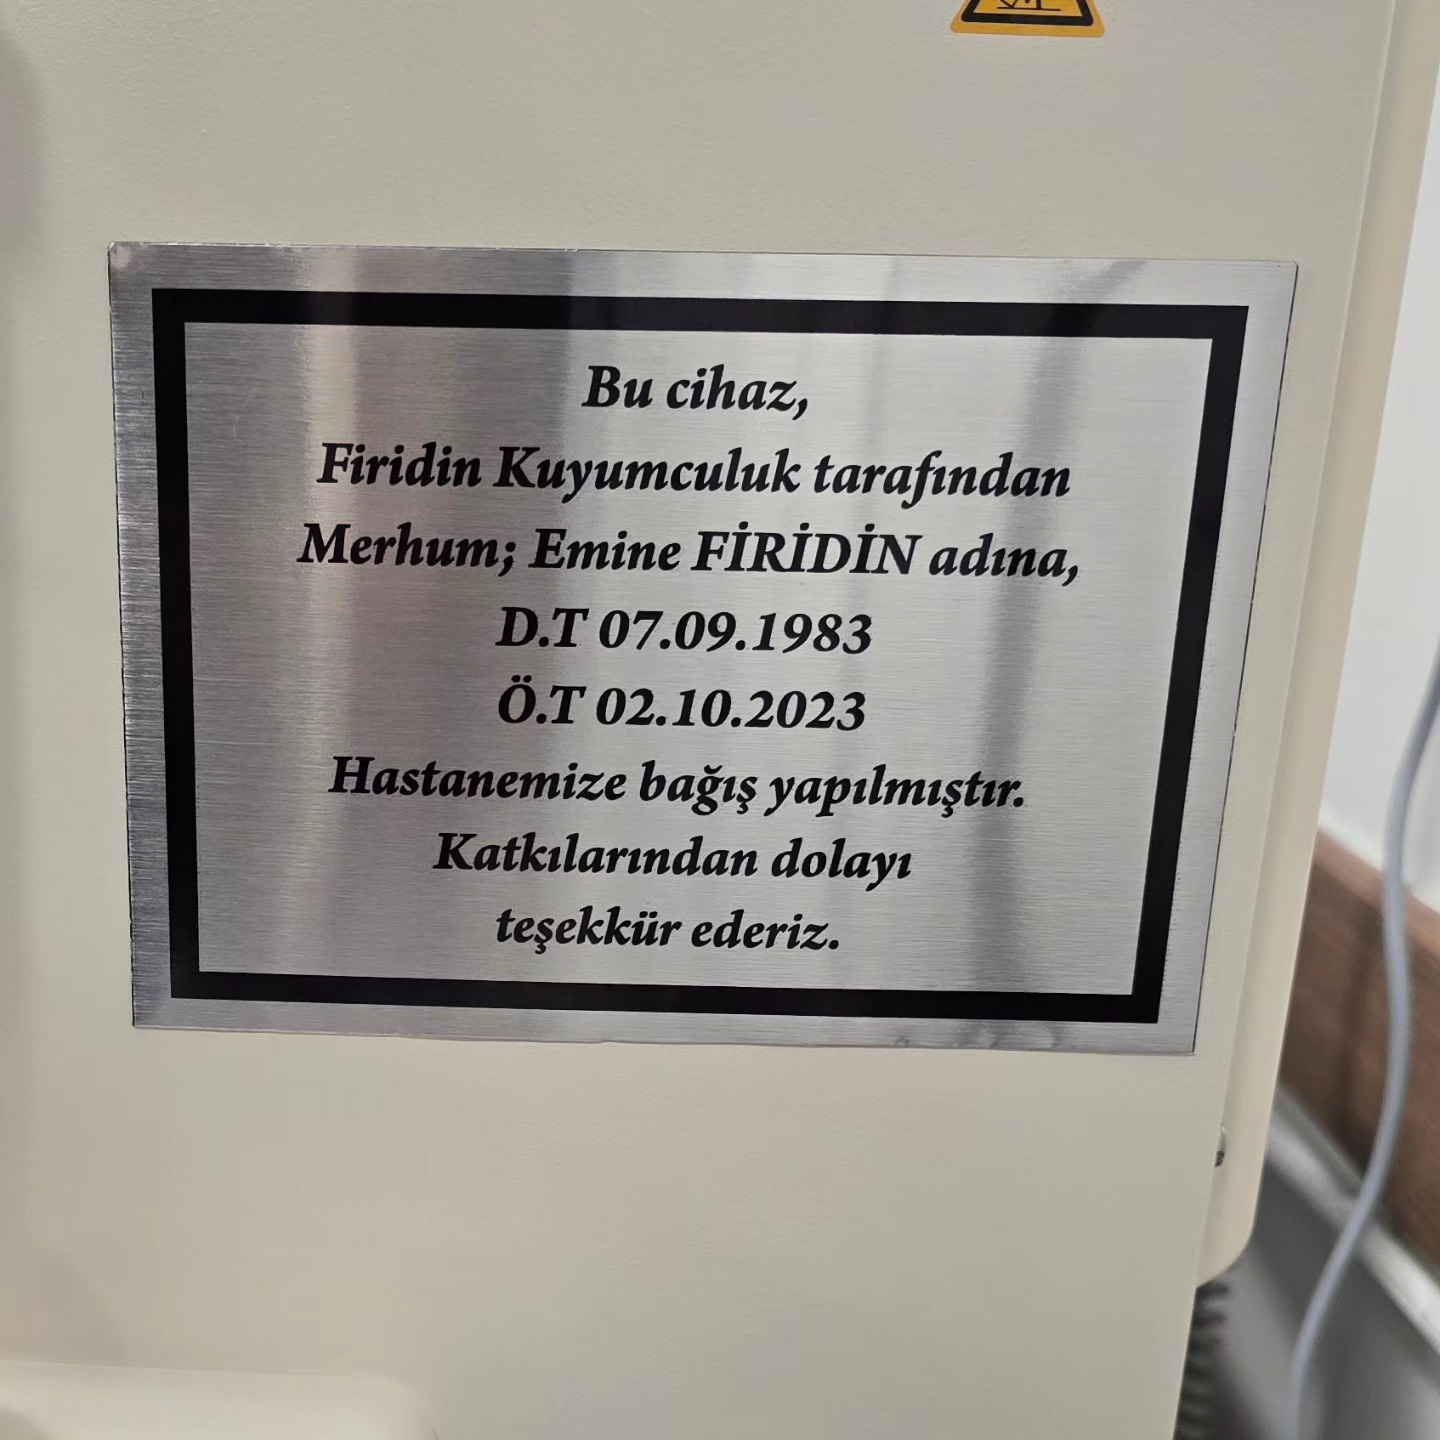 Bu cihaz,
Firidin Kuyumculuk tarafından
Merhum; Emine FİRİDİN adına,
D.T 07.09.1983
Ö.T 02.10.2023
Hastanemize bağış yapılmıştır.
Katkılarından dolayı
teşekkür ederiz.